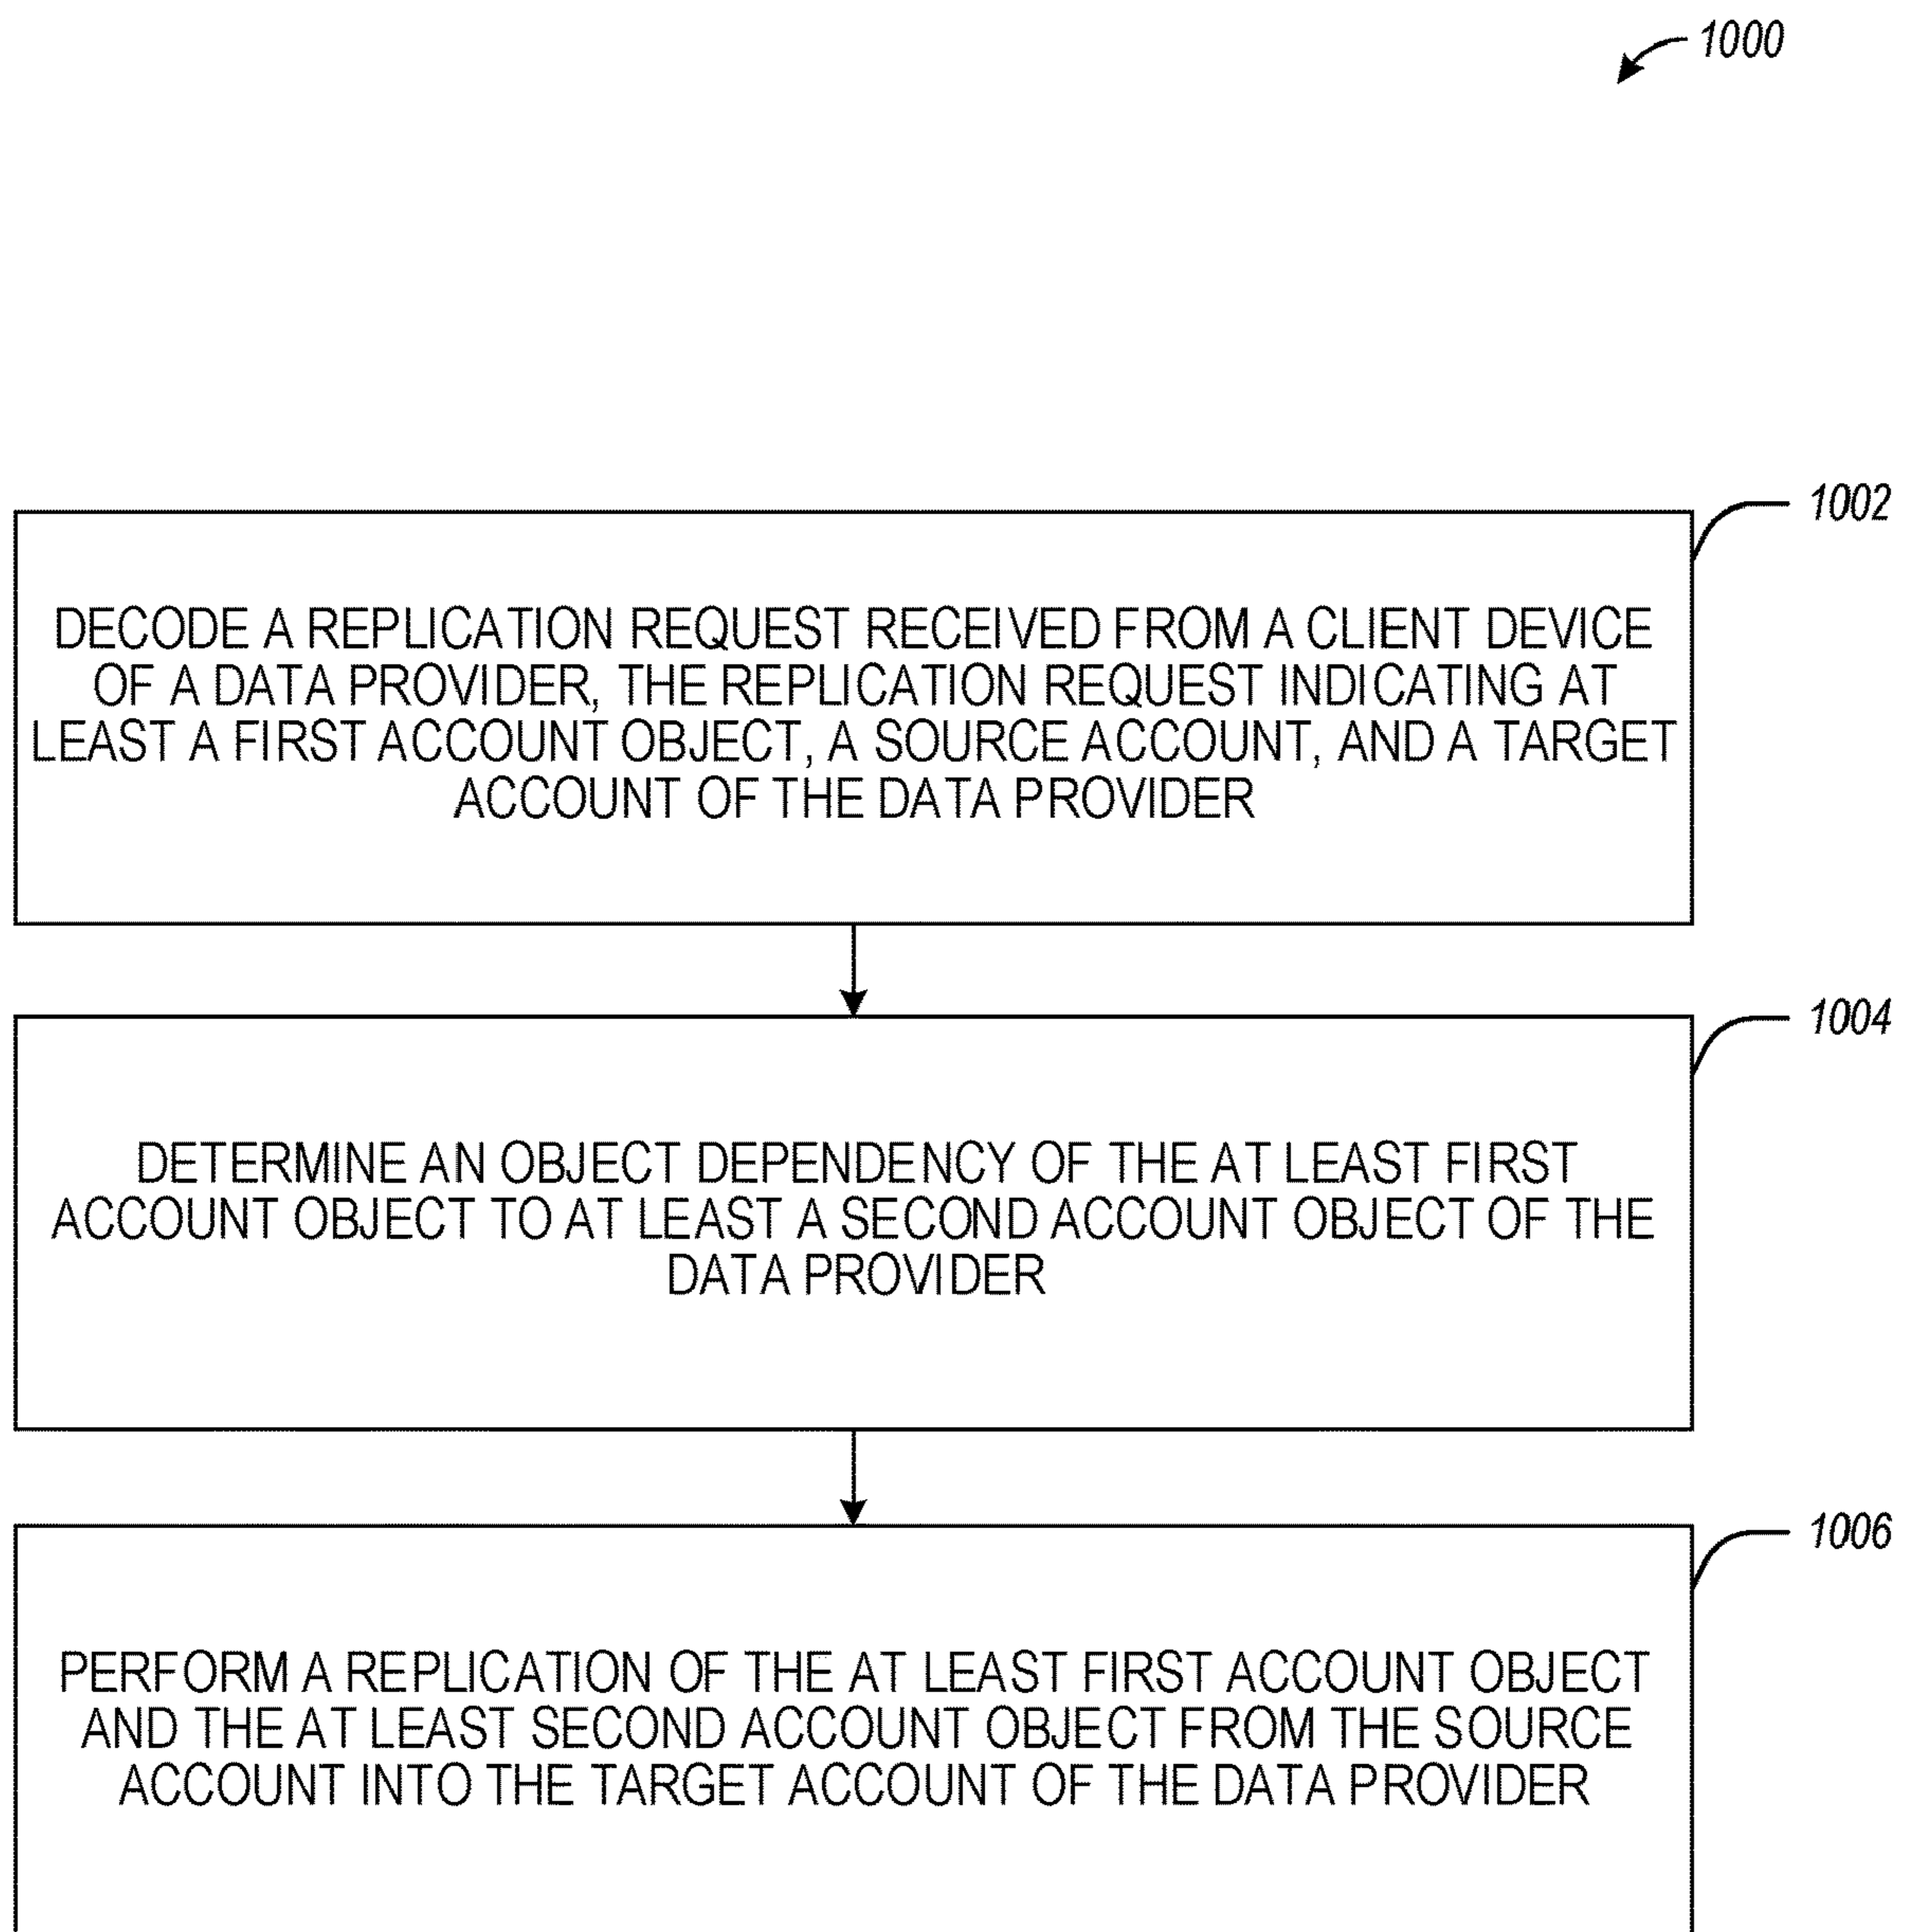 1000
1002
DECODE A REPLICATION REQUEST RECEIVED FROM A CLIENT DEVICE
OF A DATA PROVIDER, THE REPLICATION REQUEST INDICATING AT
LEAST A FIRST ACCOUNT OBJECT, A SOURCE ACCOUNT, AND A TARGET
ACCOUNT OF THE DATA PROVIDER
1004
DETERMINE AN OBJECT DEPENDENCY OF THE AT LEAST FIRST
ACCOUNT OBJECT TO AT LEAST A SECOND ACCOUNT OBJECT OF THE
DATA PROVIDER
1006
PERFORM A REPLICATION OF THE AT LEAST FIRST ACCOUNT OBJECT
AND THE AT LEAST SECOND ACCOUNT OBJECT FROM THE SOURCE
ACCOUNT INTO THE TARGET ACCOUNT OF THE DATA PROVIDER